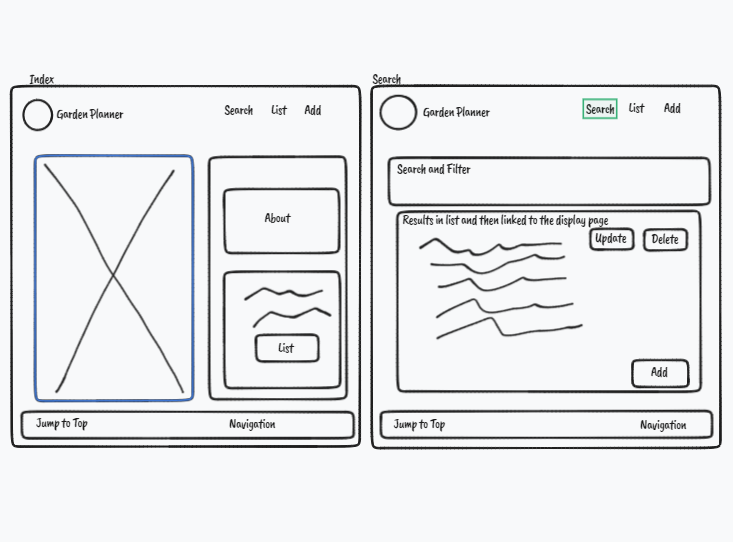 Index
Garden Planner
Search List Add
About
List
Jump to Top Navigation
Search
Garden Planner
Search List Add
Search and Filter
Results in list and then linked to the display page
Update Delete
Add
Jump to Top Navigation